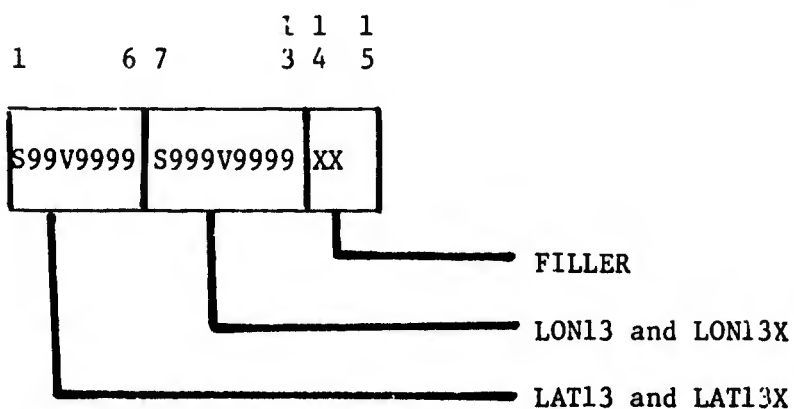 1 1 1
1 6 7 3 4 5
S99V9999 S999V9999 XX
FILLER
LON13 and LON13X
LAT13 and LAT13X